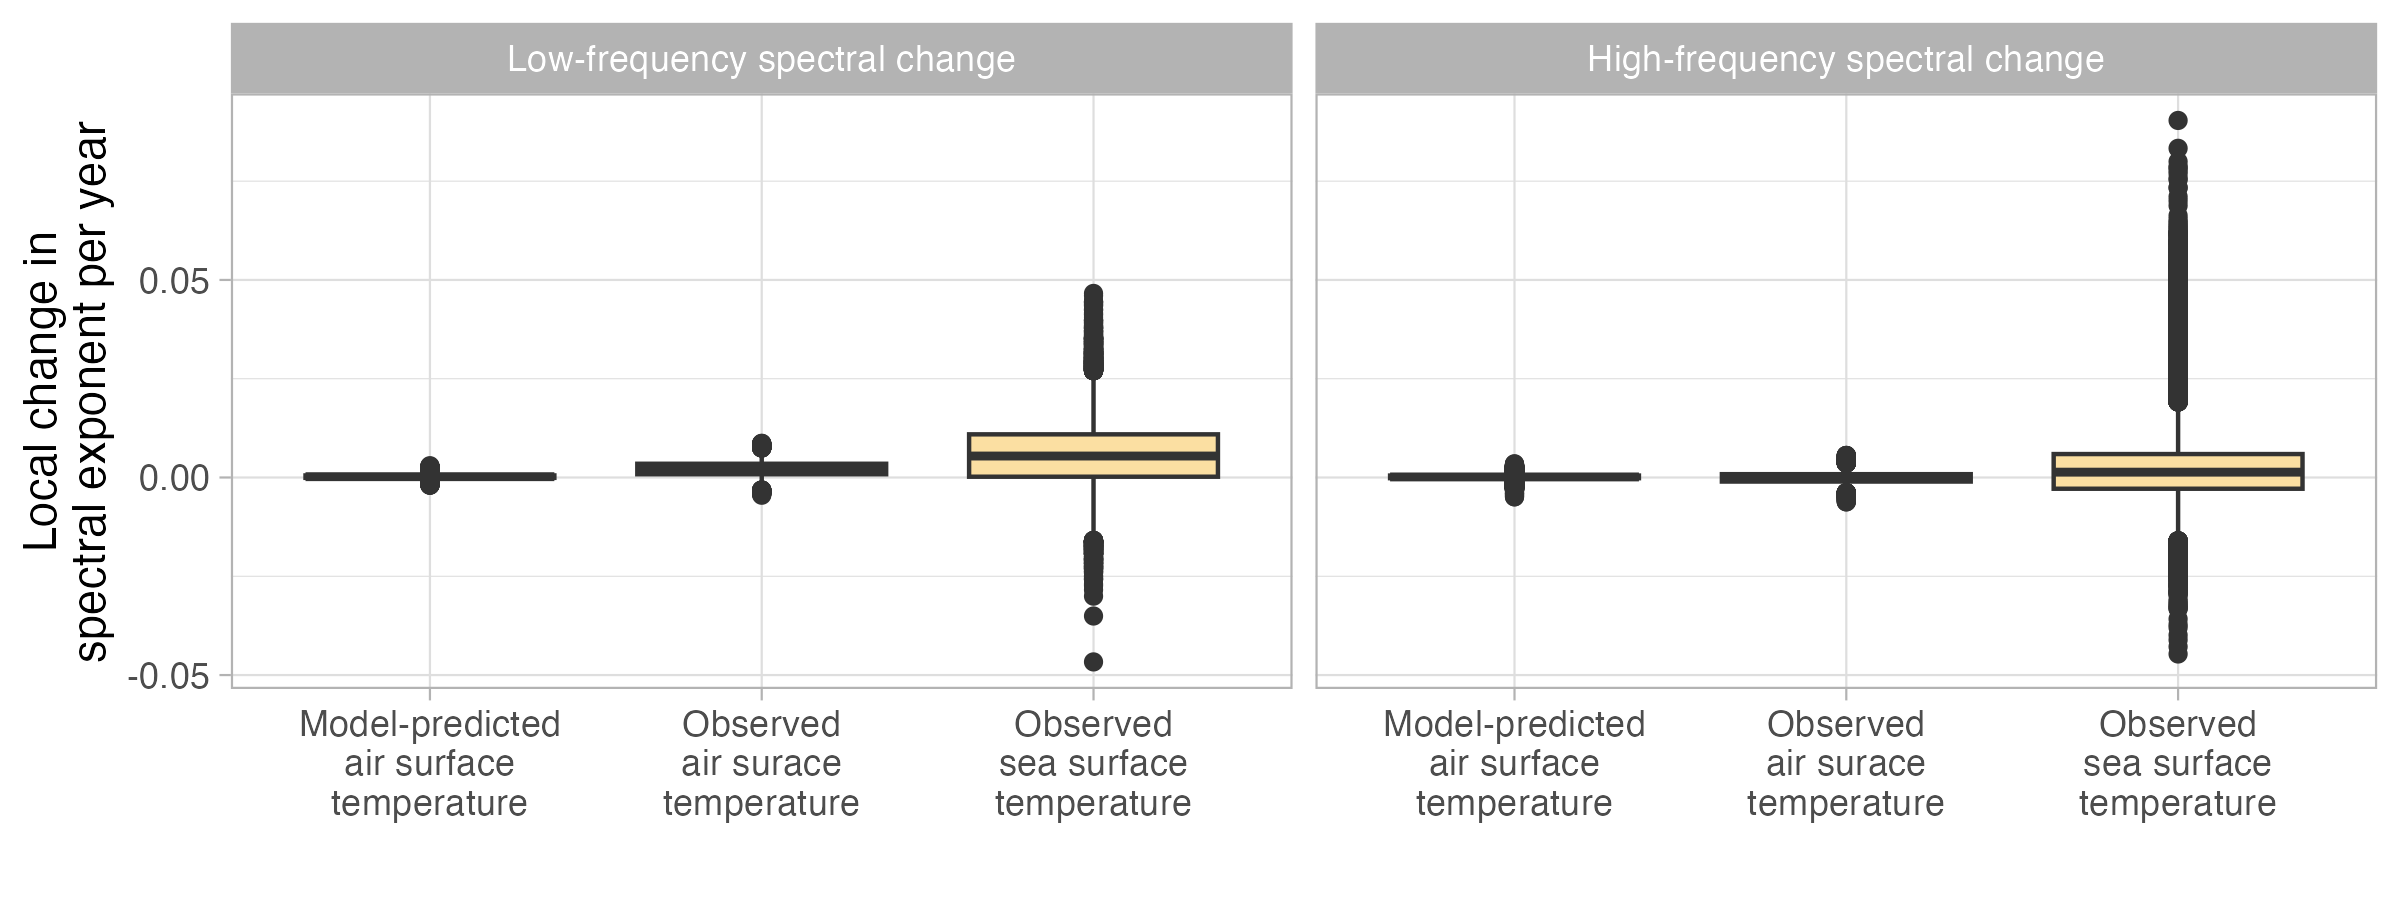 Low-frequency spectral change
High-frequency spectral change
Local change in
spectral exponent per year
0.05
0.00
-0.05
Model-predicted
air surface
temperature
Observed
air surace
temperature
Observed
sea surface
temperature
Model-predicted
air surface
temperature
Observed
air surace
temperature
Observed
sea surface
temperature